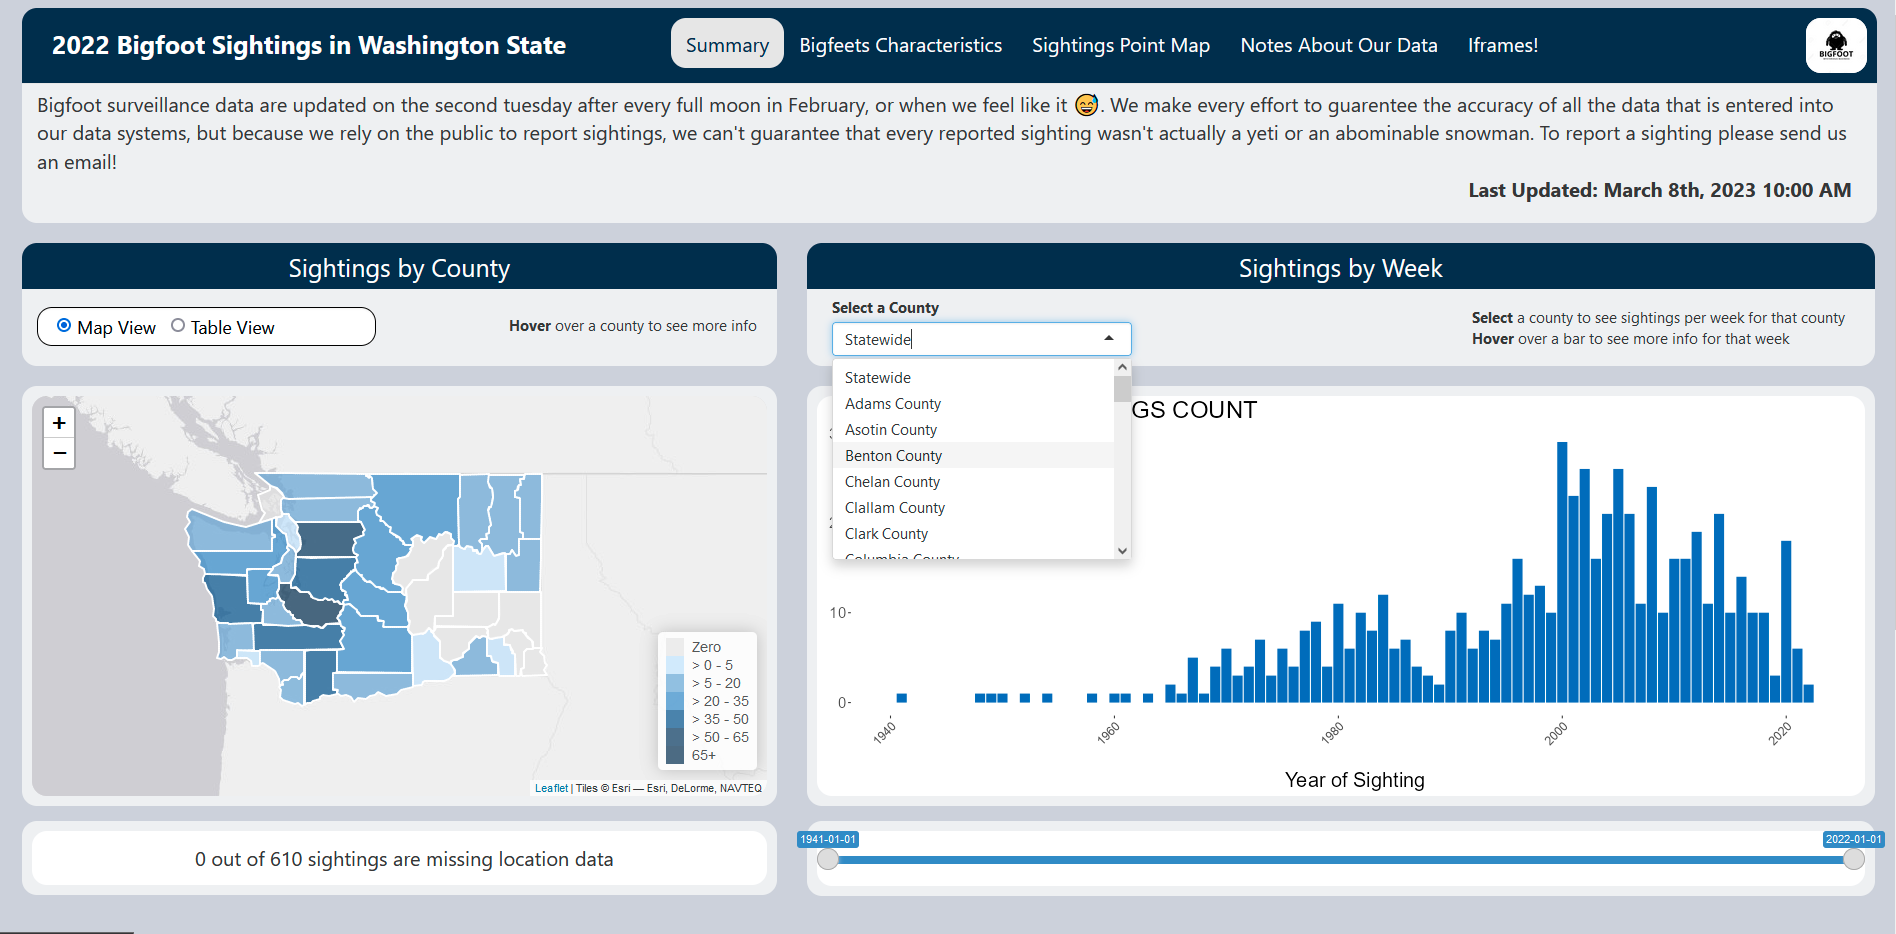 2022 Bigfoot Sightings in Washington State
Summary
Bigfeets Characteristics
Sightings Point Map
Notes About Our Data
Iframes!
BIGFOOT
Bigfoot surveillance data are updated on the second tuesday after every full moon in February, or when we feel like it 😅. We make every effort to guarentee the accuracy of all the data that is entered into
our data systems, but because we rely on the public to report sightings, we can't guarantee that every reported sighting wasn't actually a yeti or an abominable snowman. To report a sighting please send us
an email!
Last Updated: March 8th, 2023 10:00 AM
Sightings by County
Map View
Table View
Hover over a county to see more info
+
−
Zero
> 0 - 5
> 5 - 20
> 20 - 35
> 35 - 50
> 50 - 65
65+
Leaflet | Tiles © Esri — Esri, DeLorme, NAVTEQ
0 out of 610 sightings are missing location data
Sightings by Week
Select a County
Statewide
Select a county to see sightings per week for that county
Hover over a bar to see more info for that week
Statewide
Adams County
Asotin County
Benton County
Chelan County
Clallam County
Clark County
Columbia County
GS COUNT
10-
0-
1940
1960
1980
2000
2020
Year of Sighting
1941-01-01
2022-01-01